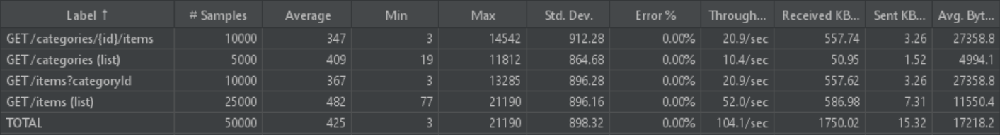 Label ↑ # Samples Average Min Max Std. Dev. Error % Through... Received KB... Sent KB... Avg. Byt...
GET /categories/{id}/items 10000 347 3 14542 912.28 0.00% 20.9/sec 557.74 3.26 27358.8
GET /categories (list) 5000 409 19 11812 864.68 0.00% 10.4/sec 50.95 1.52 4994.1
GET /items?categoryId 10000 367 3 13285 896.28 0.00% 20.9/sec 557.62 3.26 27358.8
GET /items (list) 25000 482 77 21190 896.16 0.00% 52.0/sec 586.98 7.31 11550.4
TOTAL 50000 425 3 21190 898.32 0.00% 104.1/sec 1750.02 15.32 17218.2